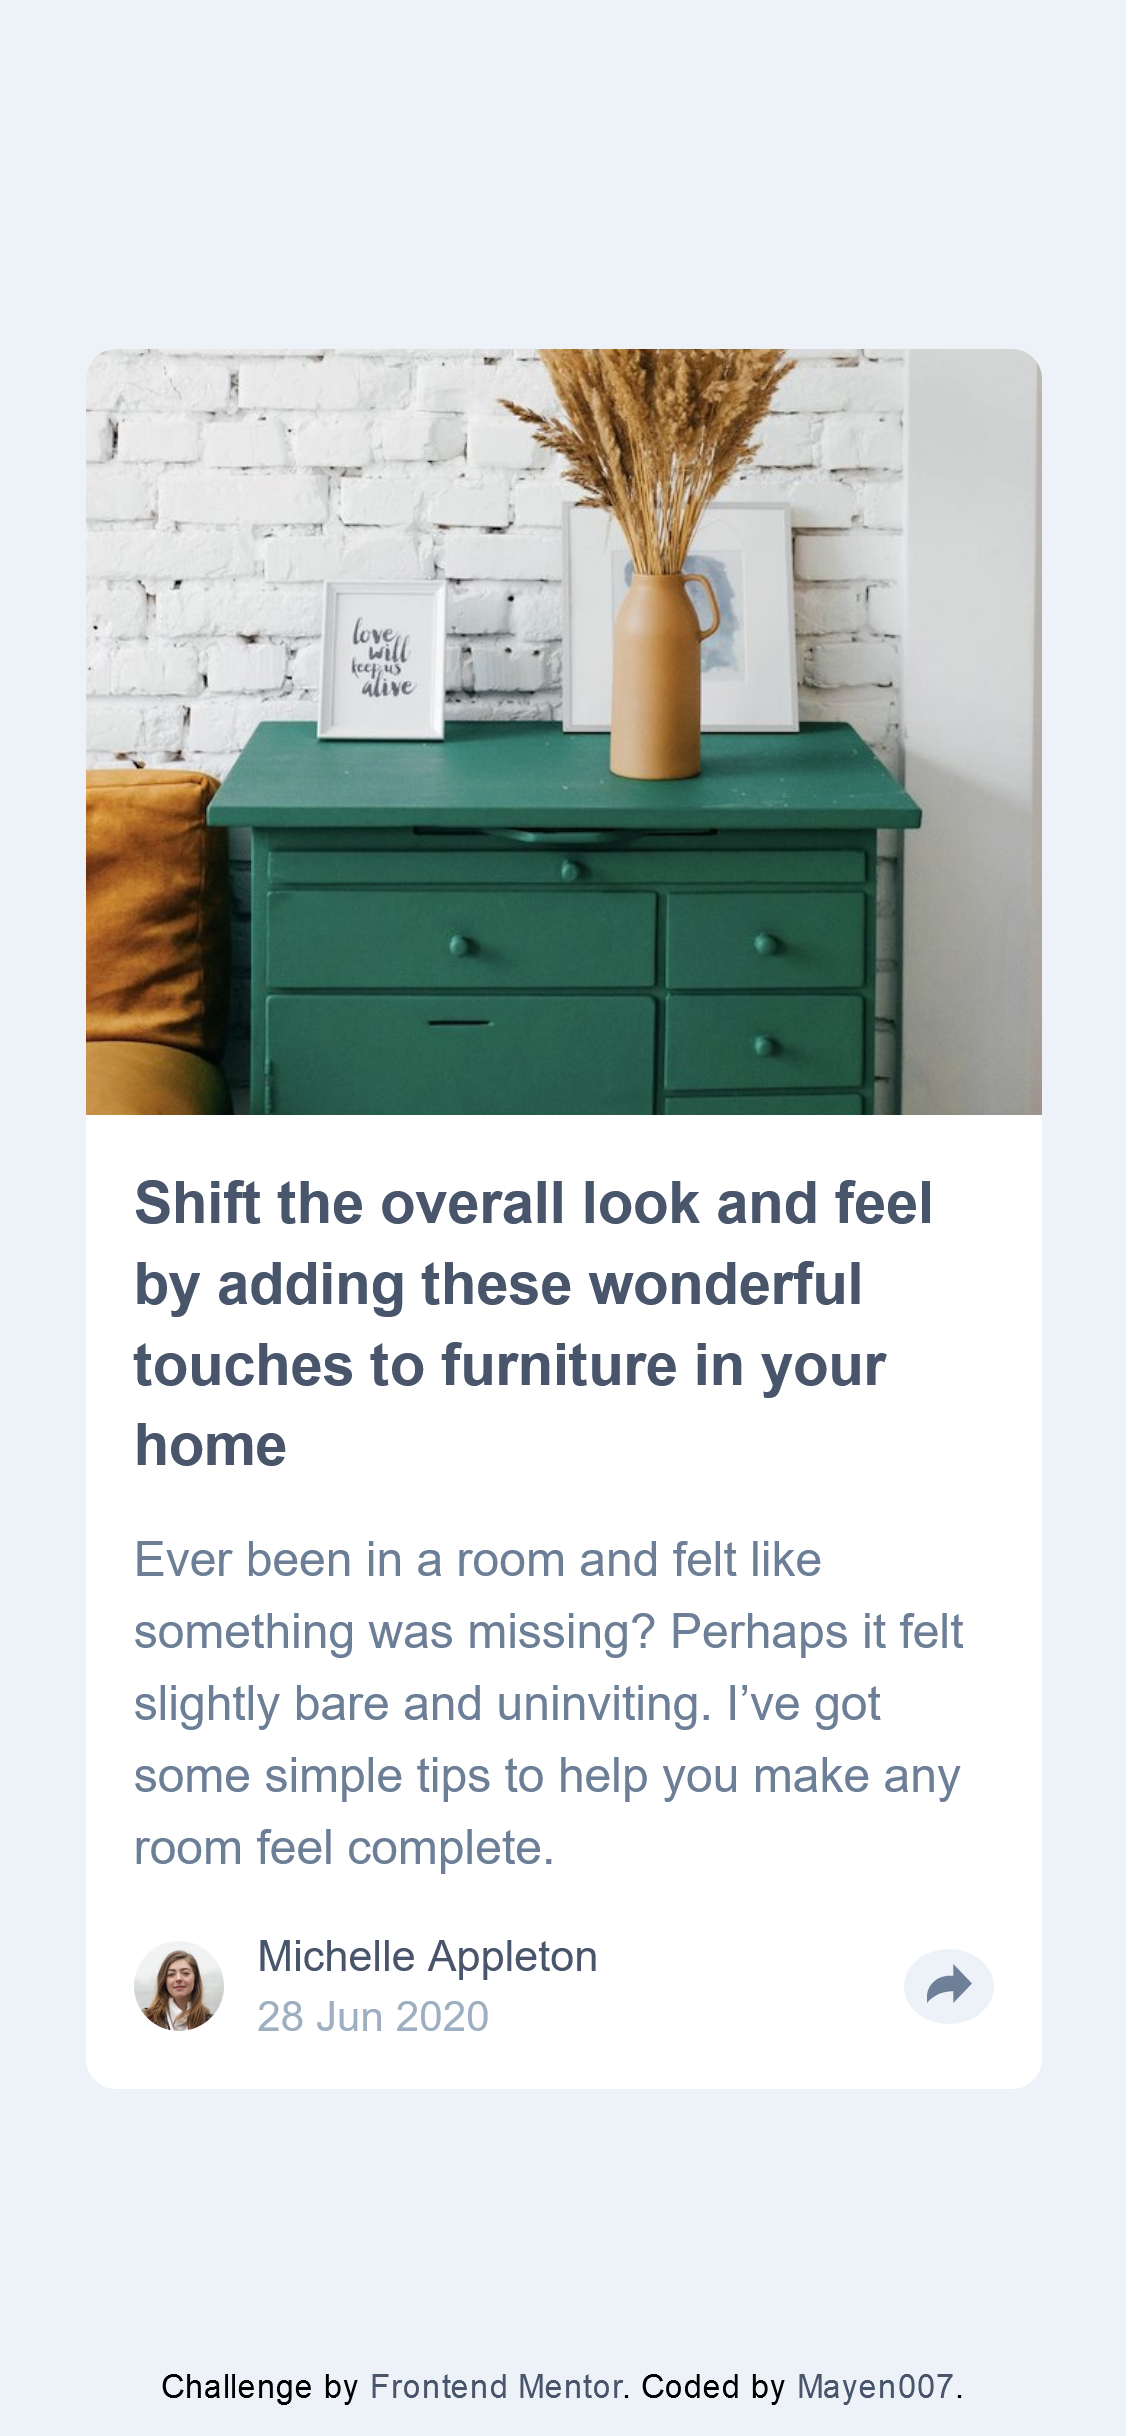 love
will
keep us
alive
Shift the overall look and feel
by adding these wonderful
touches to furniture in your
home
Ever been in a room and felt like
something was missing? Perhaps it felt
slightly bare and uninviting. I’ve got
some simple tips to help you make any
room feel complete.
Michelle Appleton
28 Jun 2020
Challenge by Frontend Mentor. Coded by Mayen007.